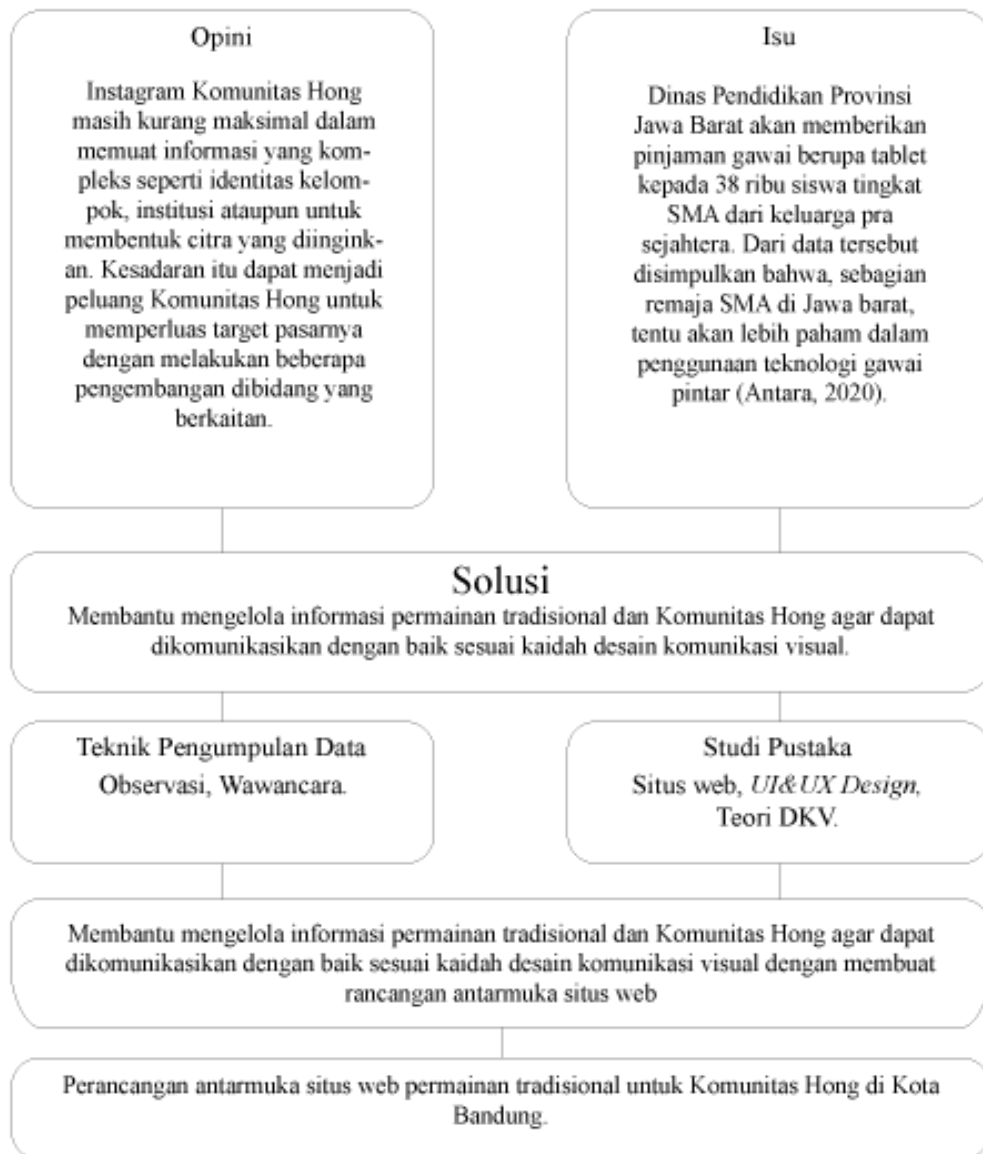 Opini
Instagram Komunitas Hong
masih kurang maksimal dalam
memuat informasi yang kom-
pleks seperti identitas kelom-
pok, institusi ataupun untuk
membentuk citra yang diingink-
an. Kesadaran itu dapat menjadi
peluang Komunitas Hong untuk
memperluas target pasarnya
dengan melakukan beberapa
pengembangan dibidang yang
berkaitan.
Isu
Dinas Pendidikan Provinsi
Jawa Barat akan memberikan
pinjaman gawai berupa tablet
kepada 38 ribu siswa tingkat
SMA dari keluarga pra
sejahtera. Dari data tersebut
disimpulkan bahwa, sebagian
remaja SMA di Jawa barat,
tentu akan lebih paham dalam
penggunaan teknologi gawai
pintar (Antara, 2020).
Solusi
Membantu mengelola informasi permainan tradisional dan Komunitas Hong agar dapat
dikomunikasikan dengan baik sesuai kaidah desain komunikasi visual.
Teknik Pengumpulan Data
Observasi, Wawancara.
Studi Pustaka
Situs web, UI&UX Design,
Teori DKV.
Membantu mengelola informasi permainan tradisional dan Komunitas Hong agar dapat
dikomunikasikan dengan baik sesuai kaidah desain komunikasi visual dengan membuat
rancangan antarmuka situs web
Perancangan antarmuka situs web permainan tradisional untuk Komunitas Hong di Kota
Bandung.